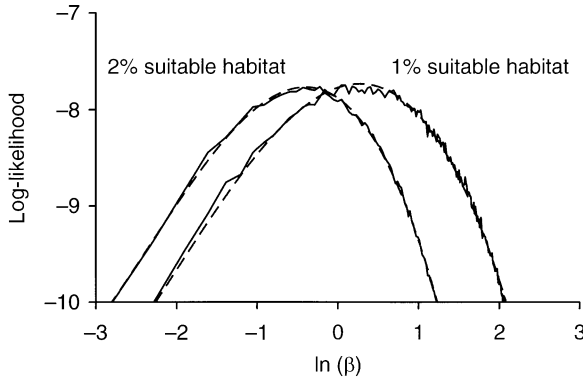 −7
2% suitable habitat 1% suitable habitat
−8
Log-likelihood
−9
−10
−3 −2 −1 0 1 2 3
ln (β)